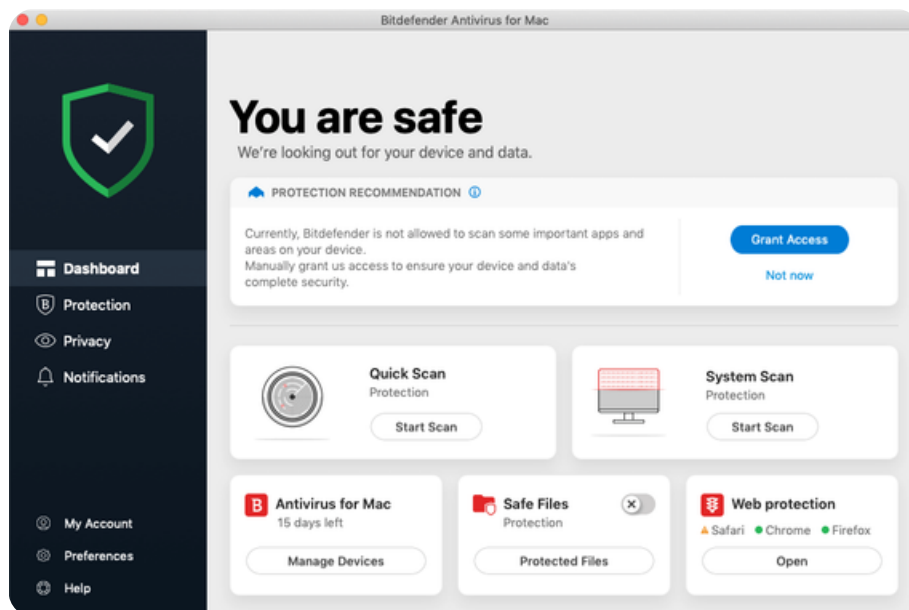 Bitdefender Antivirus for Mac
You are safe
We're looking out for your device and data.
PROTECTION RECOMMENDATION
Currently, Bitdefender is not allowed to scan some important apps and
areas on your device.
Manually grant us access to ensure your device and data's
complete security.
Grant Access
Not now
Dashboard
Protection
Privacy
Notifications
Quick Scan
Protection
Start Scan
System Scan
Protection
Start Scan
B Antivirus for Mac
15 days left
Manage Devices
Safe Files
Protection
Protected Files
Web protection
Safari Chrome Firefox
Open
My Account
Preferences
Help